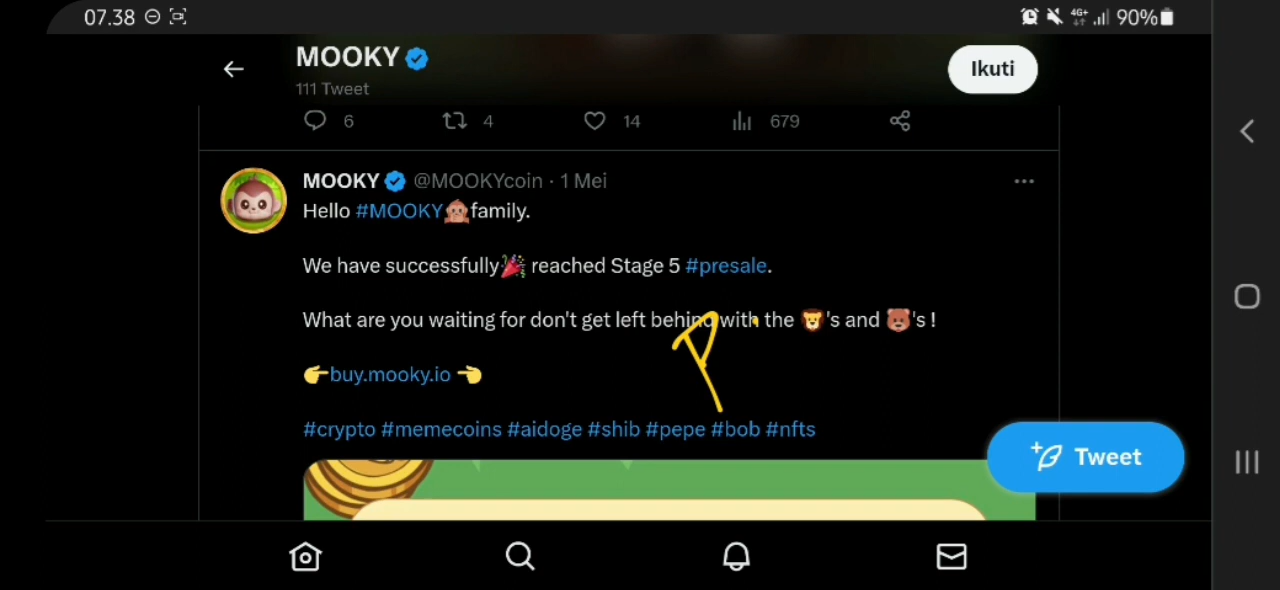 07.38 4G+ 90%
MOOKY
111 Tweet
Ikuti
6 4 14 679
MOOKY @MOOKYcoin · 1 Mei
Hello #MOOKY🙊family.
We have successfully🎉 reached Stage 5 #presale.
What are you waiting for don't get left behind with the 🦁's and 🐻's !
👉buy.mooky.io 👈
#crypto #memecoins #aidoge #shib #pepe #bob #nfts
Tweet